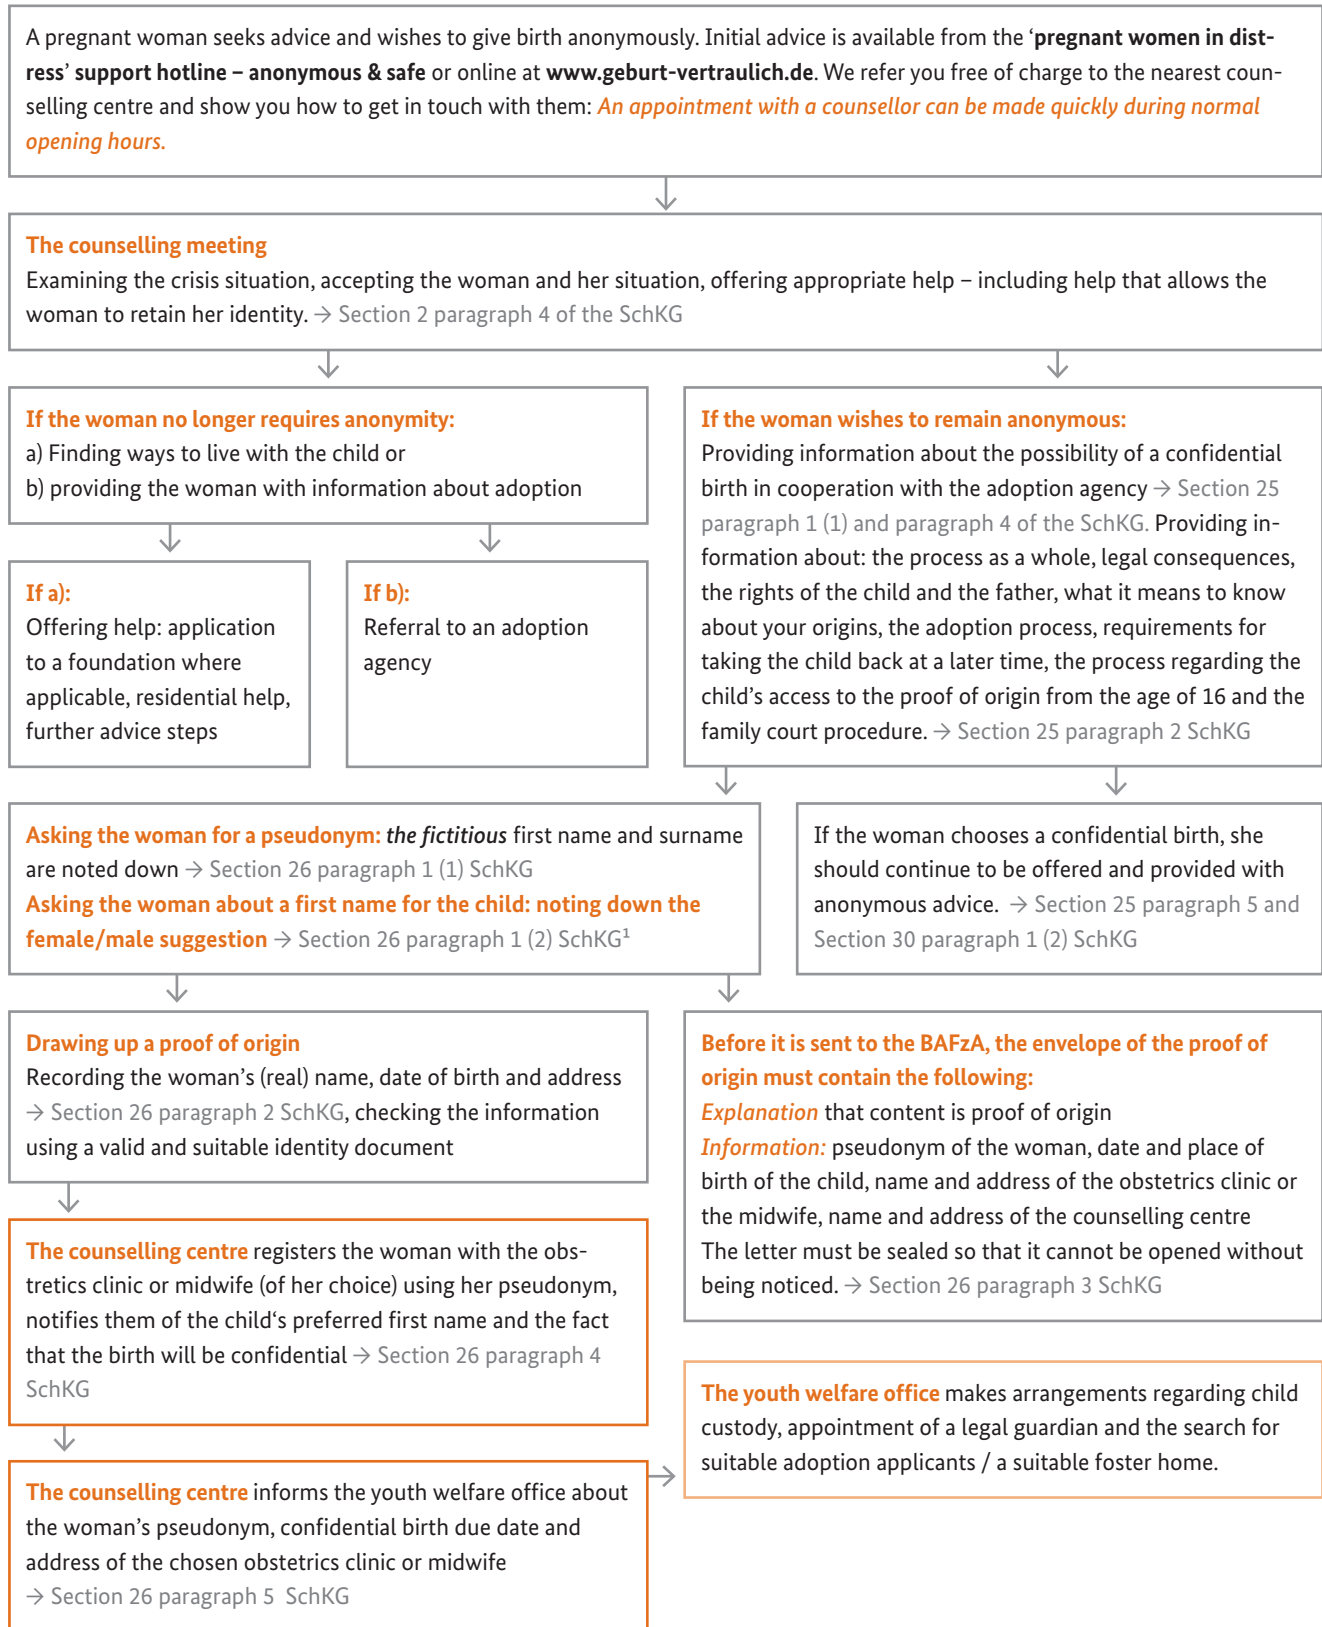 A pregnant woman seeks advice and wishes to give birth anonymously. Initial advice is available from the ‘pregnant women in dist-
ress’ support hotline – anonymous & safe or online at www.geburt-vertraulich.de. We refer you free of charge to the nearest coun-
selling centre and show you how to get in touch with them: An appointment with a counsellor can be made quickly during normal
opening hours.
The counselling meeting
Examining the crisis situation, accepting the woman and her situation, offering appropriate help – including help that allows the
woman to retain her identity. → Section 2 paragraph 4 of the SchKG
If the woman no longer requires anonymity:
a) Finding ways to live with the child or
b) providing the woman with information about adoption
If a):
Offering help: application
to a foundation where
applicable, residential help,
further advice steps
If b):
Referral to an adoption
agency
If the woman wishes to remain anonymous:
Providing information about the possibility of a confidential
birth in cooperation with the adoption agency → Section 25
paragraph 1 (1) and paragraph 4 of the SchKG. Providing in-
formation about: the process as a whole, legal consequences,
the rights of the child and the father, what it means to know
about your origins, the adoption process, requirements for
taking the child back at a later time, the process regarding the
child’s access to the proof of origin from the age of 16 and the
family court procedure. → Section 25 paragraph 2 SchKG
Asking the woman for a pseudonym: the fictitious first name and surname
are noted down → Section 26 paragraph 1 (1) SchKG
Asking the woman about a first name for the child: noting down the
female/male suggestion → Section 26 paragraph 1 (2) SchKG¹
If the woman chooses a confidential birth, she
should continue to be offered and provided with
anonymous advice. → Section 25 paragraph 5 and
Section 30 paragraph 1 (2) SchKG
Drawing up a proof of origin
Recording the woman’s (real) name, date of birth and address
→ Section 26 paragraph 2 SchKG, checking the information
using a valid and suitable identity document
Before it is sent to the BAFzA, the envelope of the proof of
origin must contain the following:
Explanation that content is proof of origin
Information: pseudonym of the woman, date and place of
birth of the child, name and address of the obstetrics clinic or
the midwife, name and address of the counselling centre
The letter must be sealed so that it cannot be opened without
being noticed. → Section 26 paragraph 3 SchKG
The counselling centre registers the woman with the obs-
tretics clinic or midwife (of her choice) using her pseudonym,
notifies them of the child‘s preferred first name and the fact
that the birth will be confidential → Section 26 paragraph 4
SchKG
The counselling centre informs the youth welfare office about
the woman’s pseudonym, confidential birth due date and
address of the chosen obstetrics clinic or midwife
→ Section 26 paragraph 5 SchKG
The youth welfare office makes arrangements regarding child
custody, appointment of a legal guardian and the search for
suitable adoption applicants / a suitable foster home.